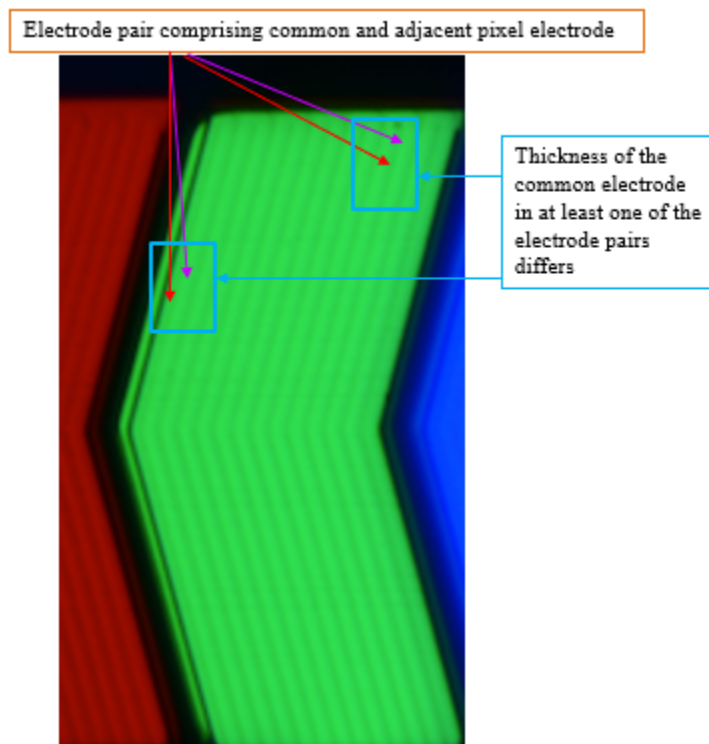 Electrode pair comprising common and adjacent pixel electrode
Thickness of the
common electrode
in at least one of the
electrode pairs
differs